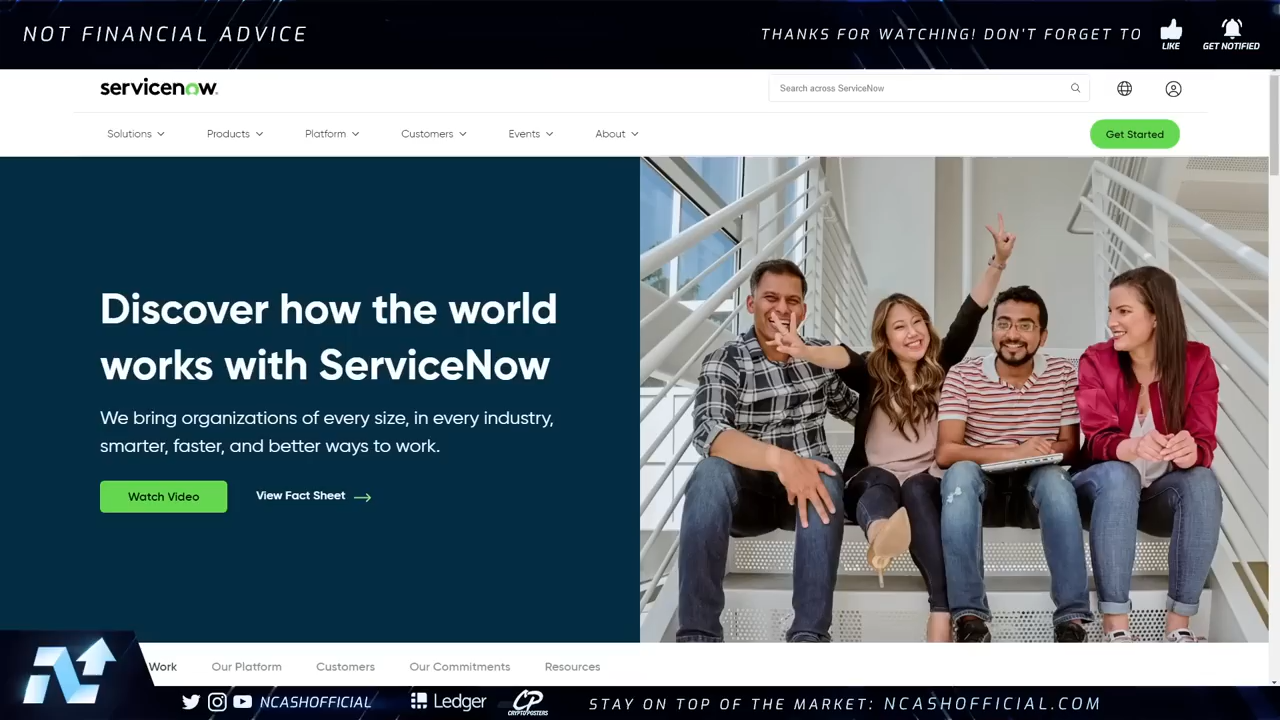 NOT FINANCIAL ADVICE
THANKS FOR WATCHING! DON'T FORGET TO
LIKE
GET NOTIFIED
servicenow.
Search across ServiceNow
Solutions
Products
Platform
Customers
Events
About
Get Started
Discover how the world
works with ServiceNow
We bring organizations of every size, in every industry,
smarter, faster, and better ways to work.
Watch Video
View Fact Sheet
Work
Our Platform
Customers
Our Commitments
Resources
NCASHOFFICIAL
Ledger
CP
CRYPTOPOSTERS
STAY ON TOP OF THE MARKET: NCASHOFFICIAL.COM